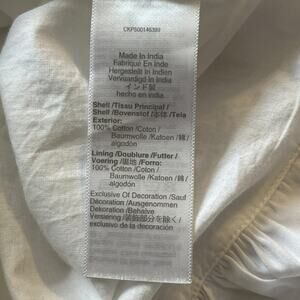 CKP500146399
Made In India
Fabriqué En Inde
Hergestellt In Indien
Vervuardigd In India
インド製
hecho en india
Shell /Tissu Principal /
Shell /Bovenstof /本体 /Tela
Exterior:
100% Cotton /Coton /
Baumwolle /Katoen /綿 /
algodón
Lining /Doublure /Futter /
Voering /裏地 /Forro:
100% Cotton /Coton /
Baumwolle /Katoen /綿 /
algodón
Exclusive Of Decoration /Sauf
Décoration /Ausgenommen
Dekoration /Behalve
Versiering /装飾部分を除く /
exclusivo de la decoración